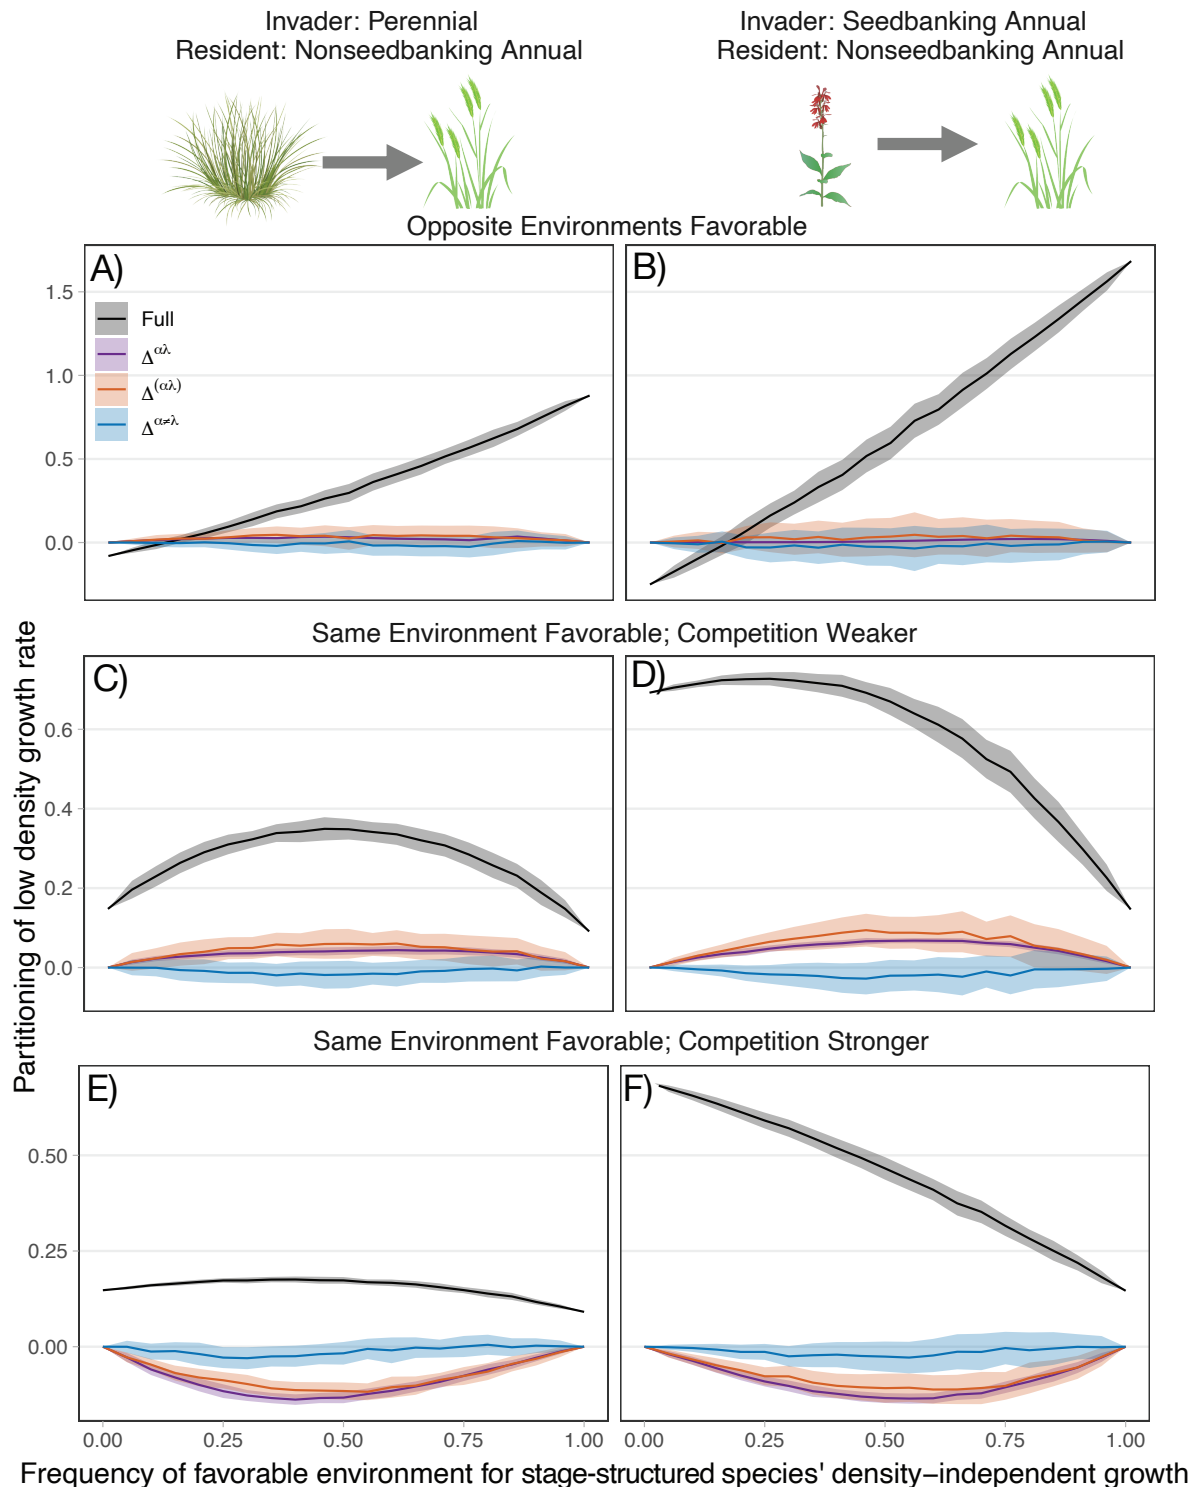 Invader: Perennial
Resident: Nonseedbanking Annual
Invader: Seedbanking Annual
Resident: Nonseedbanking Annual
Opposite Environments Favorable
A)
B)
1.5
1.0
0.5
0.0
Full
Δ^αλ
Δ^(αλ)
Δ^α≠λ
Same Environment Favorable; Competition Weaker
C)
D)
0.6
0.4
0.2
0.0
Same Environment Favorable; Competition Stronger
E)
F)
0.50
0.25
0.00
0.00 0.25 0.50 0.75 1.00
0.00 0.25 0.50 0.75 1.00
Partitioning of low density growth rate
Frequency of favorable environment for stage-structured species' density−independent growth